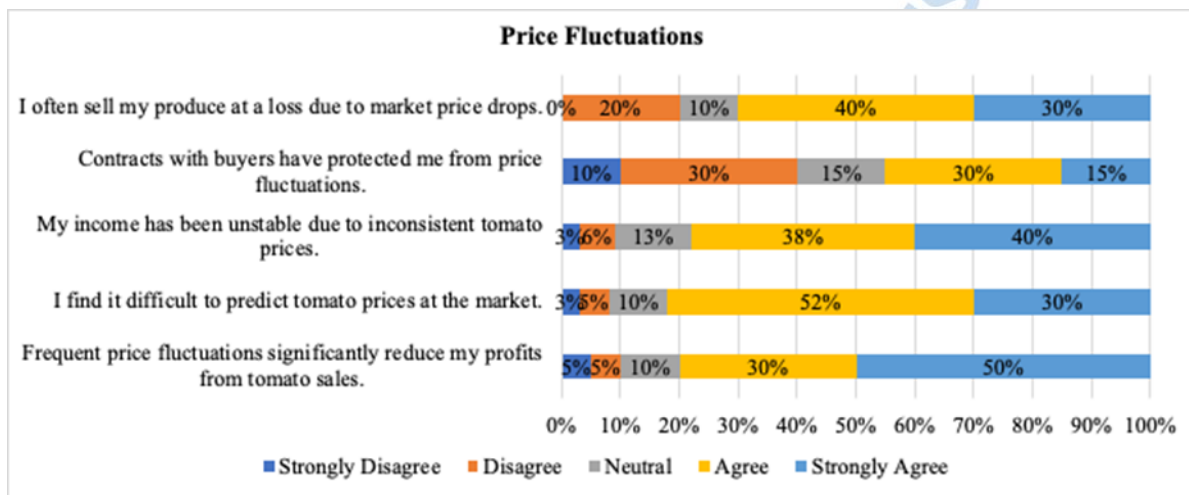 Price Fluctuations
I often sell my produce at a loss due to market price drops.
0% 20% 10% 40% 30%
Contracts with buyers have protected me from price
fluctuations.
10% 30% 15% 30% 15%
My income has been unstable due to inconsistent tomato
prices.
3% 6% 13% 38% 40%
I find it difficult to predict tomato prices at the market.
3% 5% 10% 52% 30%
Frequent price fluctuations significantly reduce my profits
from tomato sales.
5% 5% 10% 30% 50%
0% 10% 20% 30% 40% 50% 60% 70% 80% 90% 100%
Strongly Disagree Disagree Neutral Agree Strongly Agree